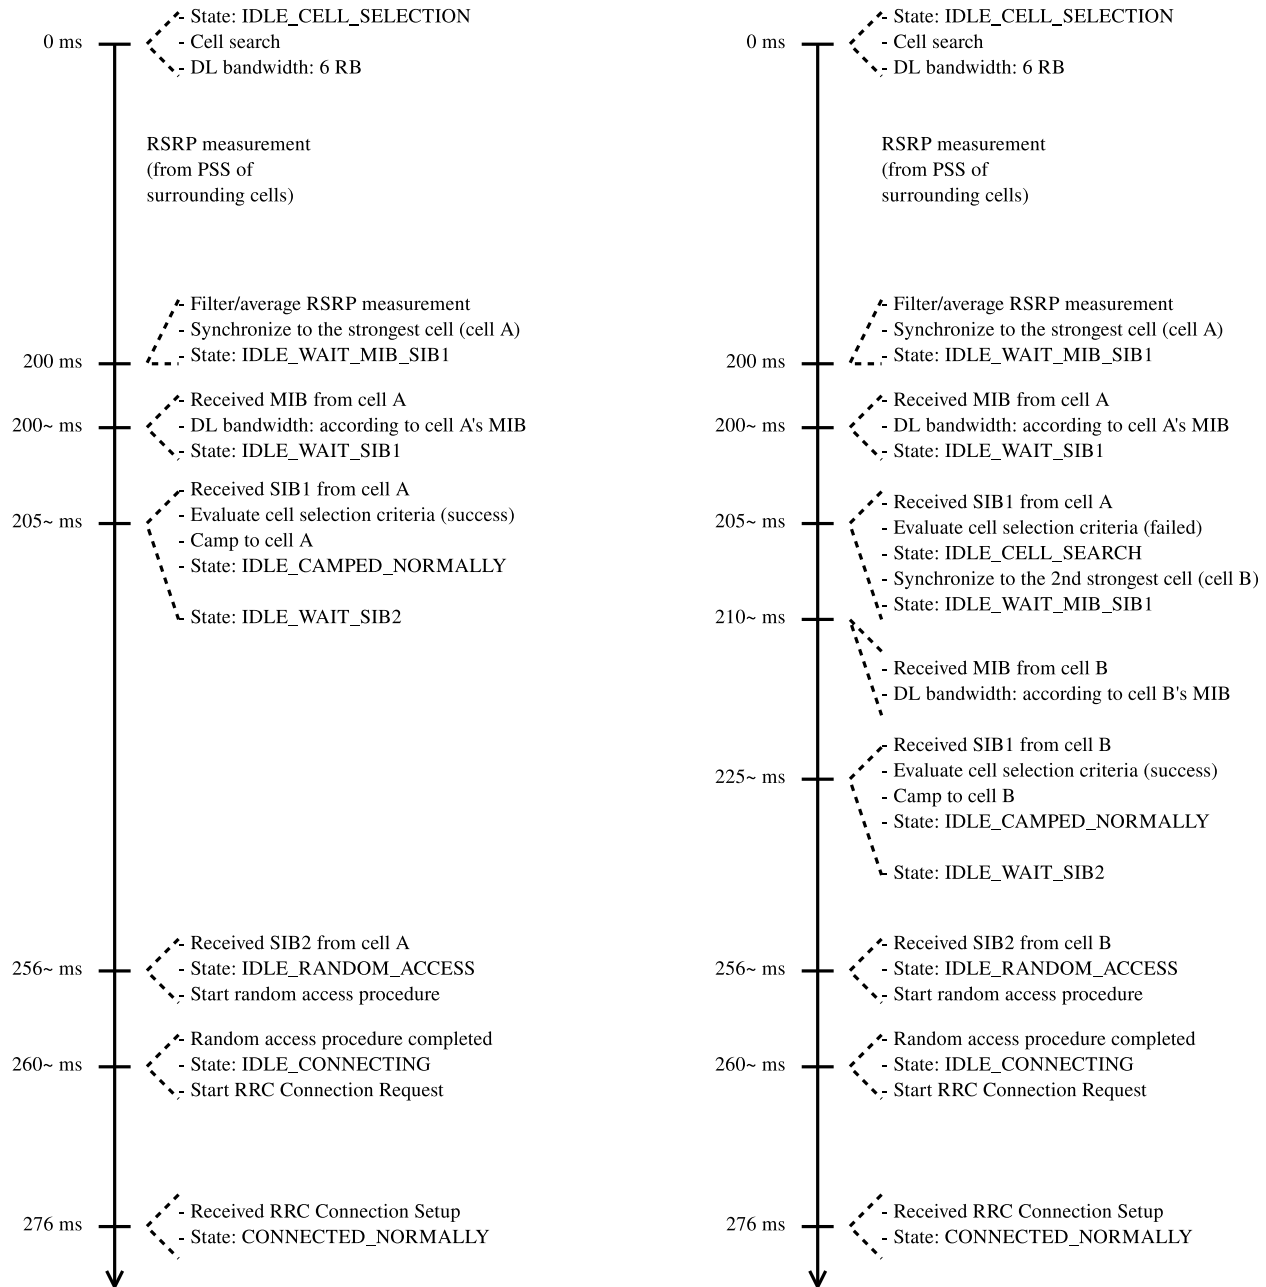 0 ms
- State: IDLE_CELL_SELECTION
- Cell search
- DL bandwidth: 6 RB
RSRP measurement
(from PSS of
surrounding cells)
- Filter/average RSRP measurement
- Synchronize to the strongest cell (cell A)
- State: IDLE_WAIT_MIB_SIB1
200 ms
- Received MIB from cell A
- DL bandwidth: according to cell A's MIB
- State: IDLE_WAIT_SIB1
200~ ms
- Received SIB1 from cell A
- Evaluate cell selection criteria (success)
- Camp to cell A
- State: IDLE_CAMPED_NORMALLY
- State: IDLE_WAIT_SIB2
205~ ms
- Received SIB2 from cell A
- State: IDLE_RANDOM_ACCESS
- Start random access procedure
256~ ms
- Random access procedure completed
- State: IDLE_CONNECTING
- Start RRC Connection Request
260~ ms
- Received RRC Connection Setup
- State: CONNECTED_NORMALLY
276 ms
0 ms
- State: IDLE_CELL_SELECTION
- Cell search
- DL bandwidth: 6 RB
RSRP measurement
(from PSS of
surrounding cells)
- Filter/average RSRP measurement
- Synchronize to the strongest cell (cell A)
- State: IDLE_WAIT_MIB_SIB1
200 ms
- Received MIB from cell A
- DL bandwidth: according to cell A's MIB
- State: IDLE_WAIT_SIB1
200~ ms
- Received SIB1 from cell A
- Evaluate cell selection criteria (failed)
- State: IDLE_CELL_SEARCH
- Synchronize to the 2nd strongest cell (cell B)
- State: IDLE_WAIT_MIB_SIB1
205~ ms
210~ ms
- Received MIB from cell B
- DL bandwidth: according to cell B's MIB
- Received SIB1 from cell B
- Evaluate cell selection criteria (success)
- Camp to cell B
- State: IDLE_CAMPED_NORMALLY
- State: IDLE_WAIT_SIB2
225~ ms
- Received SIB2 from cell B
- State: IDLE_RANDOM_ACCESS
- Start random access procedure
256~ ms
- Random access procedure completed
- State: IDLE_CONNECTING
- Start RRC Connection Request
260~ ms
- Received RRC Connection Setup
- State: CONNECTED_NORMALLY
276 ms